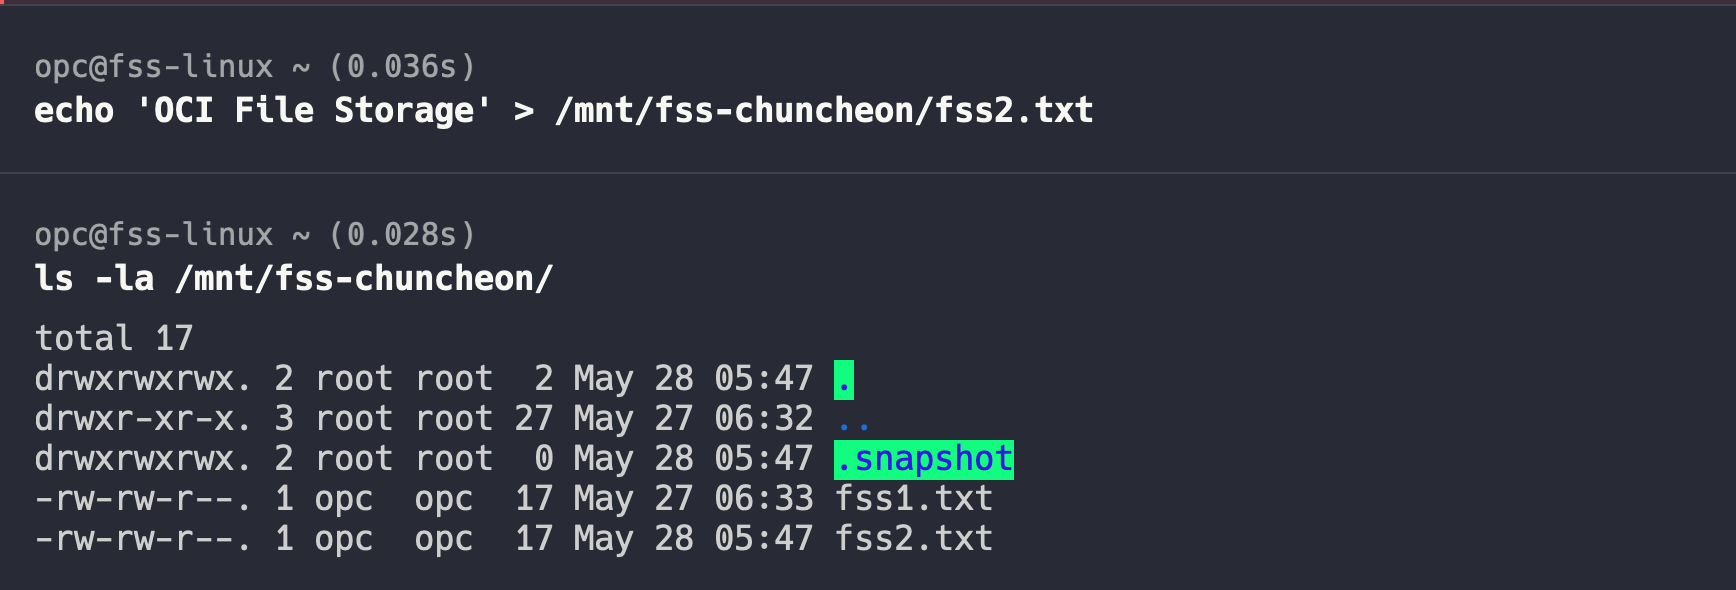 opc@fss-linux ~ (0.036s)
echo 'OCI File Storage' > /mnt/fss-chuncheon/fss2.txt
opc@fss-linux ~ (0.028s)
ls -la /mnt/fss-chuncheon/
total 17
drwxrwxrwx. 2 root root  2 May 28 05:47 .
drwxr-xr-x. 3 root root 27 May 27 06:32 ..
drwxrwxrwx. 2 root root  0 May 28 05:47 .snapshot
-rw-rw-r--. 1 opc  opc  17 May 27 06:33 fss1.txt
-rw-rw-r--. 1 opc  opc  17 May 28 05:47 fss2.txt